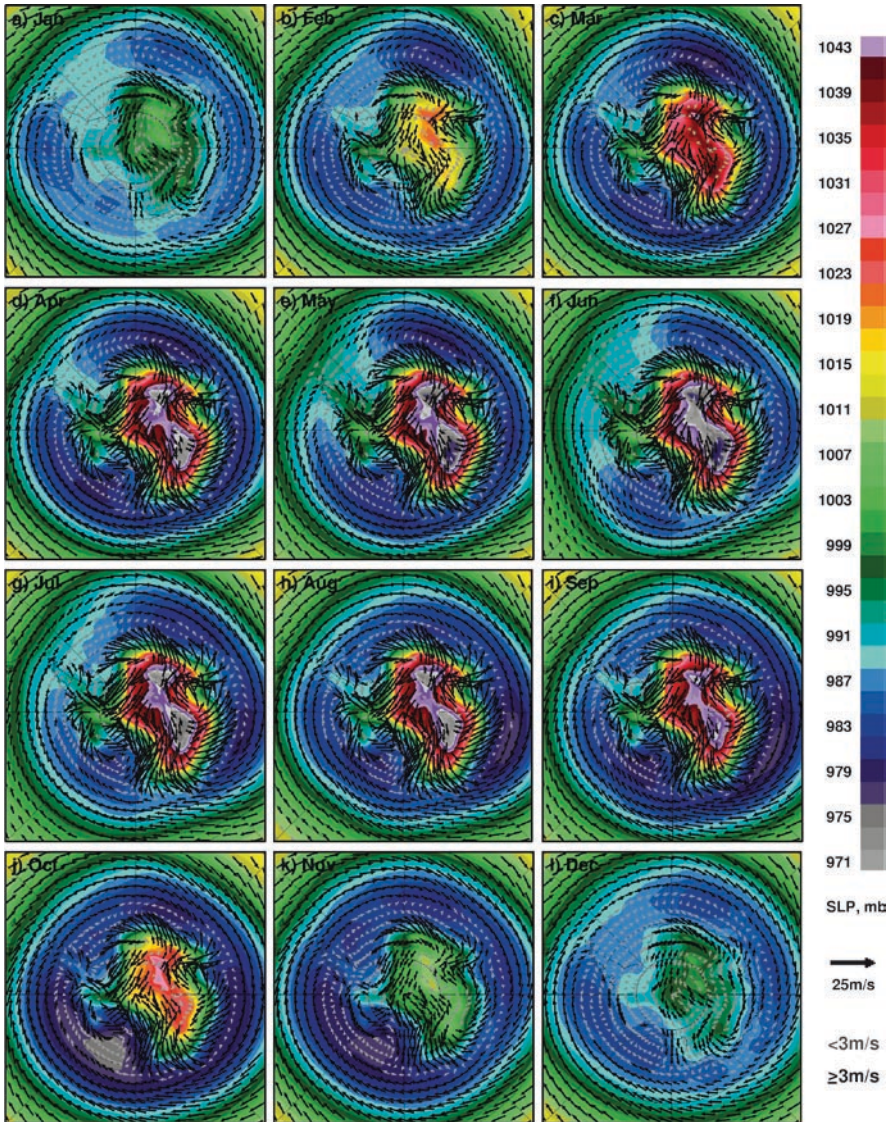 a) Jan
b) Feb
c) Mar
d) Apr
e) May
f) Jun
g) Jul
h) Aug
i) Sep
j) Oct
k) Nov
l) Dec
1043
1039
1035
1031
1027
1023
1019
1015
1011
1007
1003
999
995
991
987
983
979
975
971
SLP, mb
25m/s
<3m/s
≥3m/s